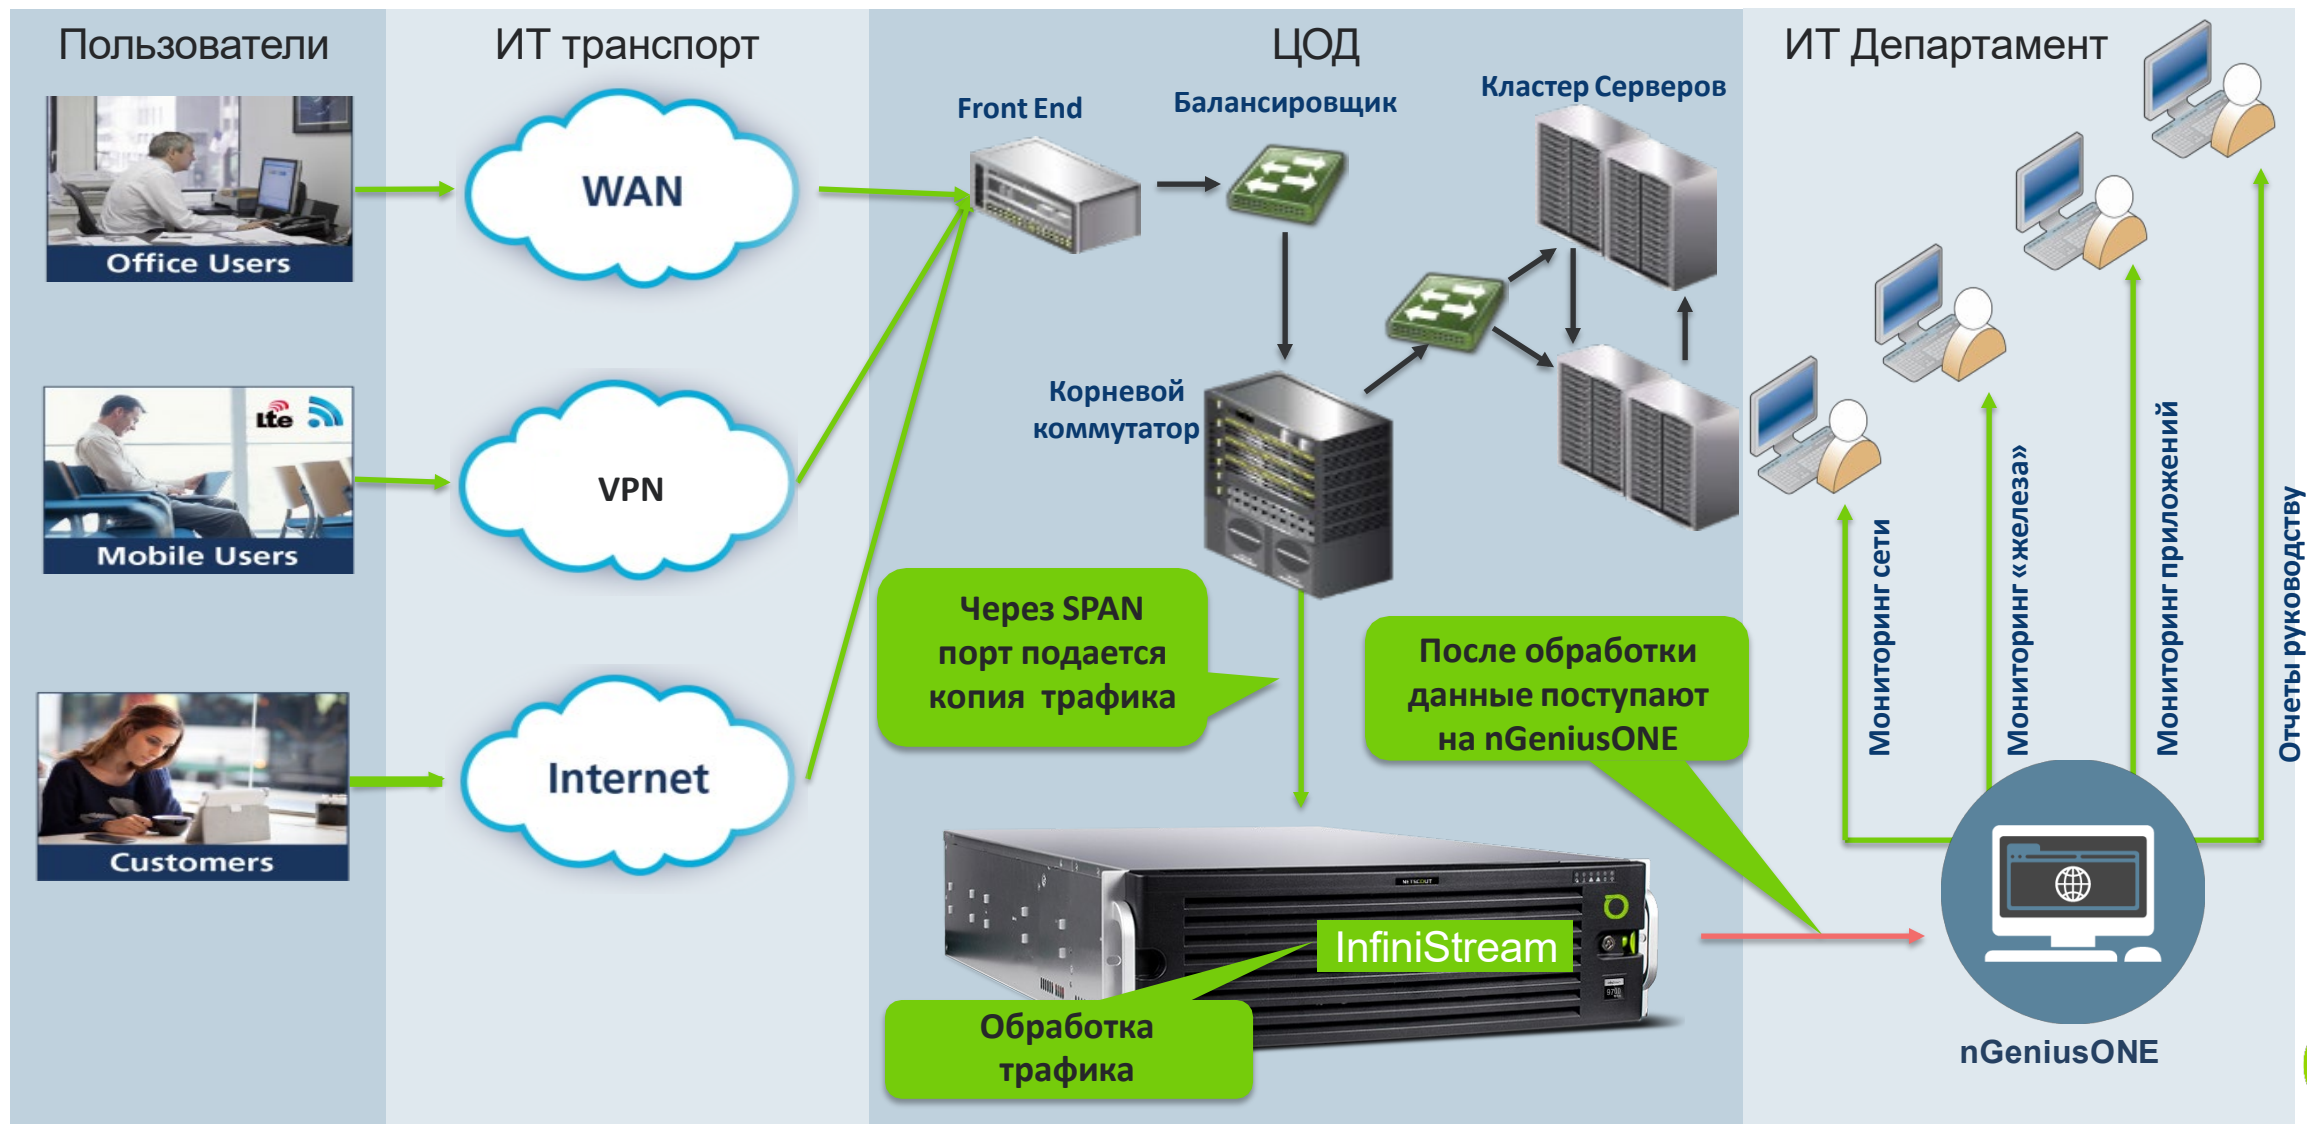 Пользователи
ИТ транспорт
ЦОД
ИТ Департамент
Office Users
Lte
Mobile Users
Customers
WAN
VPN
Internet
Front End
Балансировщик
Кластер Серверов
Корневой
коммутатор
Через SPAN
порт подается
копия трафика
После обработки
данные поступают
на nGeniusONE
NETSCOUT
InfiniStream
Обработка
трафика
Мониторинг сети
Мониторинг «железа»
Мониторинг приложений
Отчеты руководству
nGeniusONE